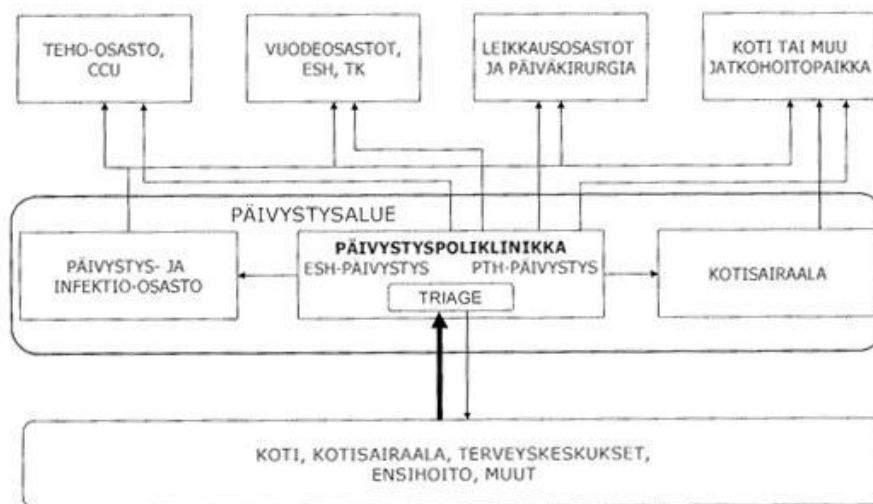 TEHO-OSASTO,
CCU
VUODEOSASTOT,
ESH, TK
LEIKKAUSOSASTOT
JA PÄIVÄKIRURGIA
KOTI TAI MUU
JATKOHOITOPAIKKA
PÄIVYSTYSALUE
PÄIVYSTYS- JA
INFEKTIO-OSASTO
PÄIVYSTYSPOLIKLINIKKA
ESH-PÄIVYSTYS PTH-PÄIVYSTYS
TRIAGE
KOTISAIRAALA
KOTI, KOTISAIRAALA, TERVEYSKESKUKSET,
ENSIHOITO, MUUT